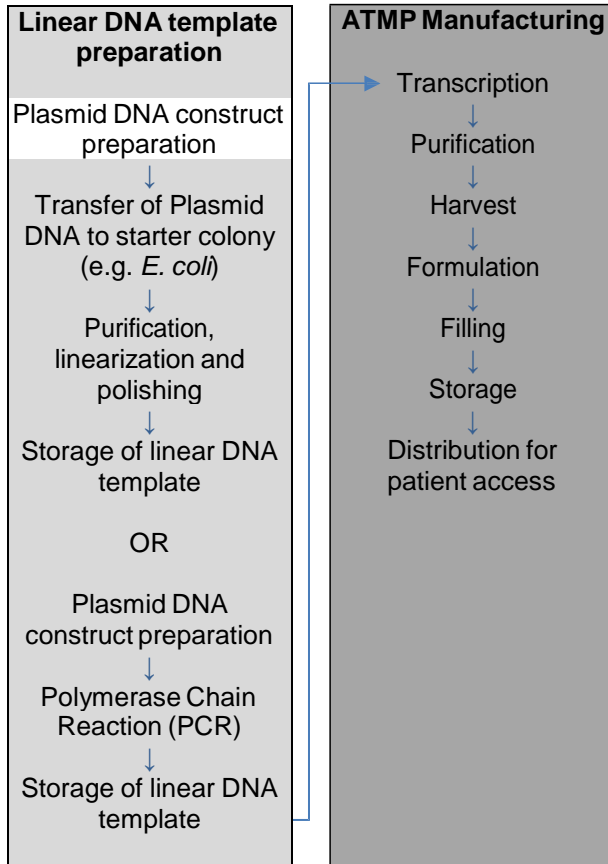 Linear DNA template
preparation
Plasmid DNA construct
preparation
↓
Transfer of Plasmid
DNA to starter colony
(e.g. E. coli)
↓
Purification,
linearization and
polishing
↓
Storage of linear DNA
template
OR
Plasmid DNA
construct preparation
↓
Polymerase Chain
Reaction (PCR)
↓
Storage of linear DNA
template
ATMP Manufacturing
Transcription
↓
Purification
↓
Harvest
↓
Formulation
↓
Filling
↓
Storage
↓
Distribution for
patient access